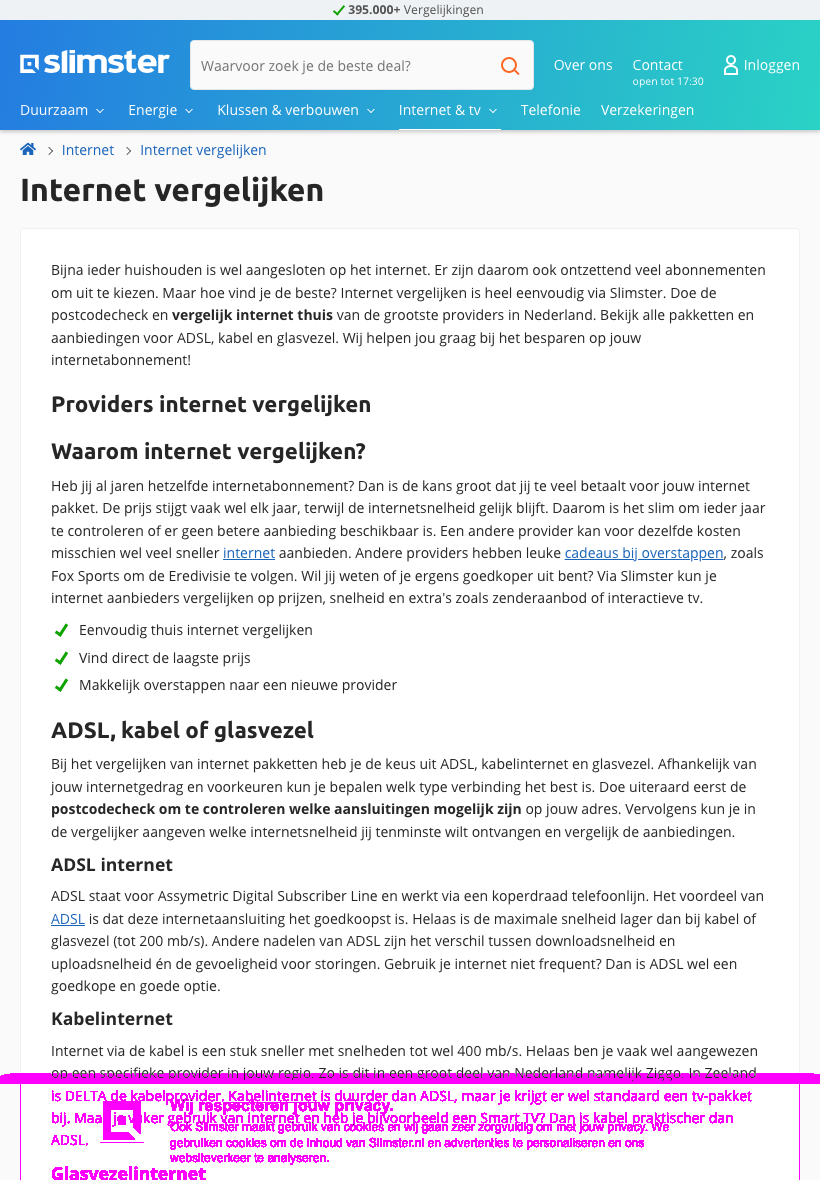 395.000+ Vergelijkingen
slimster
Waarvoor zoek je de beste deal?
Over ons
Contact
open tot 17:30
Inloggen
Duurzaam
Energie
Klussen & verbouwen
Internet & tv
Telefonie
Verzekeringen
Internet
Internet vergelijken
Internet vergelijken
Bijna ieder huishouden is wel aangesloten op het internet. Er zijn daarom ook ontzettend veel abonnementen
om uit te kiezen. Maar hoe vind je de beste? Internet vergelijken is heel eenvoudig via Slimster. Doe de
postcodecheck en vergelijk internet thuis van de grootste providers in Nederland. Bekijk alle pakketten en
aanbiedingen voor ADSL, kabel en glasvezel. Wij helpen jou graag bij het besparen op jouw
internetabonnement!
Providers internet vergelijken
Waarom internet vergelijken?
Heb jij al jaren hetzelfde internetabonnement? Dan is de kans groot dat jij te veel betaalt voor jouw internet
pakket. De prijs stijgt vaak wel elk jaar, terwijl de internetsnelheid gelijk blijft. Daarom is het slim om ieder jaar
te controleren of er geen betere aanbieding beschikbaar is. Een andere provider kan voor dezelfde kosten
misschien wel veel sneller internet aanbieden. Andere providers hebben leuke cadeaus bij overstappen, zoals
Fox Sports om de Eredivisie te volgen. Wil jij weten of je ergens goedkoper uit bent? Via Slimster kun je
internet aanbieders vergelijken op prijzen, snelheid en extra's zoals zenderaanbod of interactieve tv.
Eenvoudig thuis internet vergelijken
Vind direct de laagste prijs
Makkelijk overstappen naar een nieuwe provider
ADSL, kabel of glasvezel
Bij het vergelijken van internet pakketten heb je de keus uit ADSL, kabelinternet en glasvezel. Afhankelijk van
jouw internetgedrag en voorkeuren kun je bepalen welk type verbinding het best is. Doe uiteraard eerst de
postcodecheck om te controleren welke aansluitingen mogelijk zijn op jouw adres. Vervolgens kun je in
de vergelijker aangeven welke internetsnelheid jij tenminste wilt ontvangen en vergelijk de aanbiedingen.
ADSL internet
ADSL staat voor Assymetric Digital Subscriber Line en werkt via een koperdraad telefoonlijn. Het voordeel van
ADSL is dat deze internetaansluiting het goedkoopst is. Helaas is de maximale snelheid lager dan bij kabel of
glasvezel (tot 200 mb/s). Andere nadelen van ADSL zijn het verschil tussen downloadsnelheid en
uploadsnelheid én de gevoeligheid voor storingen. Gebruik je internet niet frequent? Dan is ADSL wel een
goedkope en goede optie.
Kabelinternet
Internet via de kabel is een stuk sneller met snelheden tot wel 400 mb/s. Helaas ben je vaak wel aangewezen
op een specifieke provider in jouw regio. Zo is dit in een groot deel van Nederland namelijk Ziggo. In Zeeland
is DELTA de kabelprovider. Kabelinternet is duurder dan ADSL, maar je krijgt er wel standaard een tv-pakket
Wij respecteren jouw privacy.
bij. Maak je vaker gebruik van internet en heb je bijvoorbeeld een Smart TV? Dan is kabel praktischer dan
Ook Slimster maakt gebruik van cookies en wij gaan zeer zorgvuldig om met jouw privacy. We
ADSL.
gebruiken cookies om de inhoud van Slimster.nl en advertenties te personaliseren en ons
websiteverkeer te analyseren.
Glasvezelinternet